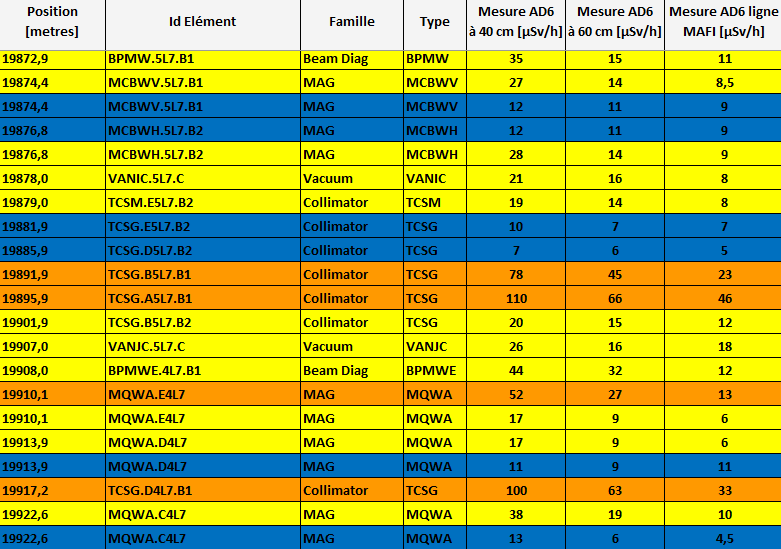 Position [metres] Id Elément Famille Type Mesure AD6 à 40 cm [µSv/h] Mesure AD6 à 60 cm [µSv/h] Mesure AD6 ligne MAFI [µSv/h]
19872,9 BPMW.5L7.B1 Beam Diag BPMW 35 15 11
19874,4 MCBWV.5L7.B1 MAG MCBWV 27 14 8,5
19874,4 MCBWV.5L7.B1 MAG MCBWV 12 11 9
19876,8 MCBWH.5L7.B2 MAG MCBWH 12 11 9
19876,8 MCBWH.5L7.B2 MAG MCBWH 28 14 9
19878,0 VANIC.5L7.C Vacuum VANIC 21 16 8
19879,0 TCSM.E5L7.B2 Collimator TCSM 19 14 8
19881,9 TCSG.E5L7.B2 Collimator TCSG 10 7 7
19885,9 TCSG.D5L7.B2 Collimator TCSG 7 6 5
19891,9 TCSG.B5L7.B1 Collimator TCSG 78 45 23
19895,9 TCSG.A5L7.B1 Collimator TCSG 110 66 46
19901,9 TCSG.B5L7.B2 Collimator TCSG 20 15 12
19907,0 VANJC.5L7.C Vacuum VANJC 26 16 18
19908,0 BPMWE.4L7.B1 Beam Diag BPMWE 44 32 12
19910,1 MQWA.E4L7 MAG MQWA 52 27 13
19910,1 MQWA.E4L7 MAG MQWA 17 9 6
19913,9 MQWA.D4L7 MAG MQWA 17 9 6
19913,9 MQWA.D4L7 MAG MQWA 11 9 11
19917,2 TCSG.D4L7.B1 Collimator TCSG 100 63 33
19922,6 MQWA.C4L7 MAG MQWA 38 19 10
19922,6 MQWA.C4L7 MAG MQWA 13 6 4,5